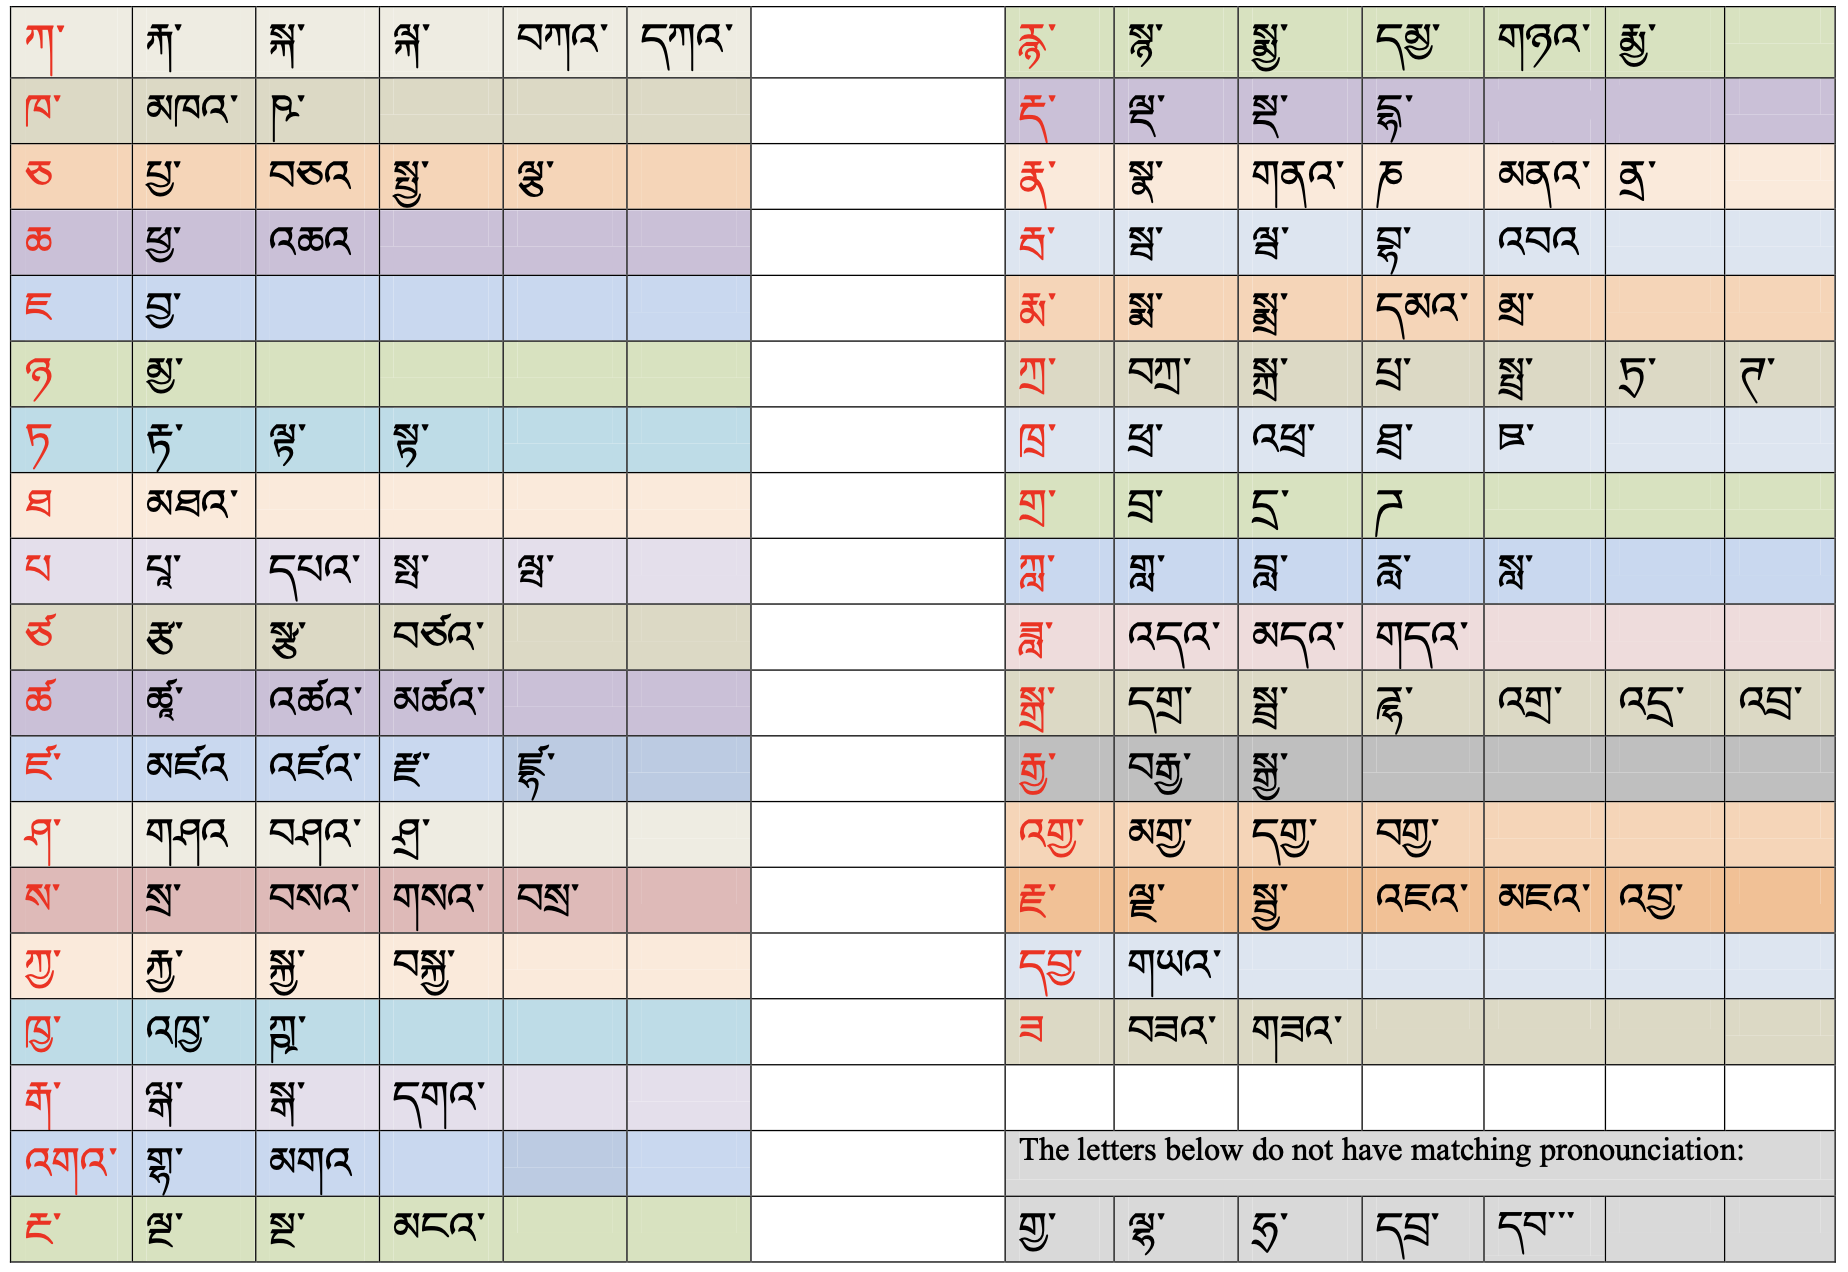 ཀ་ རྐ་ སྐ་ ལྐ་ བཀའ་ དཀའ་ རྙ་ སྙ་ སྨྱ་ དམྱ་ གཉའ་ རྨྱ་
ཁ་ མཁའ་ ཥ་ རྡ་ ལྡ་ སྡ་ དྷ་
ཅ པྱ་ བཅའ སྤྱ་ ལྕ་ རྣ་ སྣ་ གནའ་ ཎ མནའ་ ནྲ་
ཆ ཕྱ་ འཆའ རྦ་ སྦ་ ལྦ་ བྷ་ འབའ
ཇ བྱ་ རྨ་ སྨ་ སྨྲ་ དམའ་ མྲ་
ཉ མྱ་ ཀྲ་ བཀྲ་ སྐྲ་ པྲ་ སྤྲ་ ཏྲ་ ཊ་
ཏ རྟ་ ལྟ་ སྟ་ ཁྲ་ ཕྲ་ འཕྲ་ ཐྲ་ ཋ་
ཐ མཐའ་ གྲ་ བྲ་ དྲ་ ཌ
པ པཱ་ དཔའ་ སྤ་ ལྤ་ ཀླ་ གླ་ བླ་ རླ་ སླ་
ཙ རྩ་ སྩ་ བཙའ་ ཟླ་ འདའ་ མདའ་ གདའ་
ཚ ཚཱ་ འཚའ་ མཚའ་ སྒྲ་ དགྲ་ སྦྲ་ ཌྷ་ འགྲ་ འདྲ་ འབྲ་
ཛ་ མཛའ འཛའ་ རྫ་ ཛྷ་ རྒྱ་ བརྒྱ་ སྒྱ་
ཤ་ གཤའ བཤའ་ ཤྲ་ འགྱ་ མགྱ་ དགྱ་ བགྱ་
ས་ སྲ་ བསའ་ གསའ་ བསྲ་ རྗ་ ལྗ་ སྦྱ་ འཇའ་ མཇའ་ འབྱ་
ཀྱ་ རྐྱ་ སྐྱ་ བསྐྱ་ དབྱ་ གཡའ་
ཁྱ་ འཁྱ་ ཀྵ་ ཟ བཟའ་ གཟའ་
རྒ་ ལྒ་ སྒ་ དགའ་
འགའ་ གྷ་ མགའ The letters below do not have matching pronounciation:
རྔ་ ལྔ་ སྔ་ མངའ་ གྱ་ ལྷ་ ཧྲ་ དབྲ་ དབ་་་